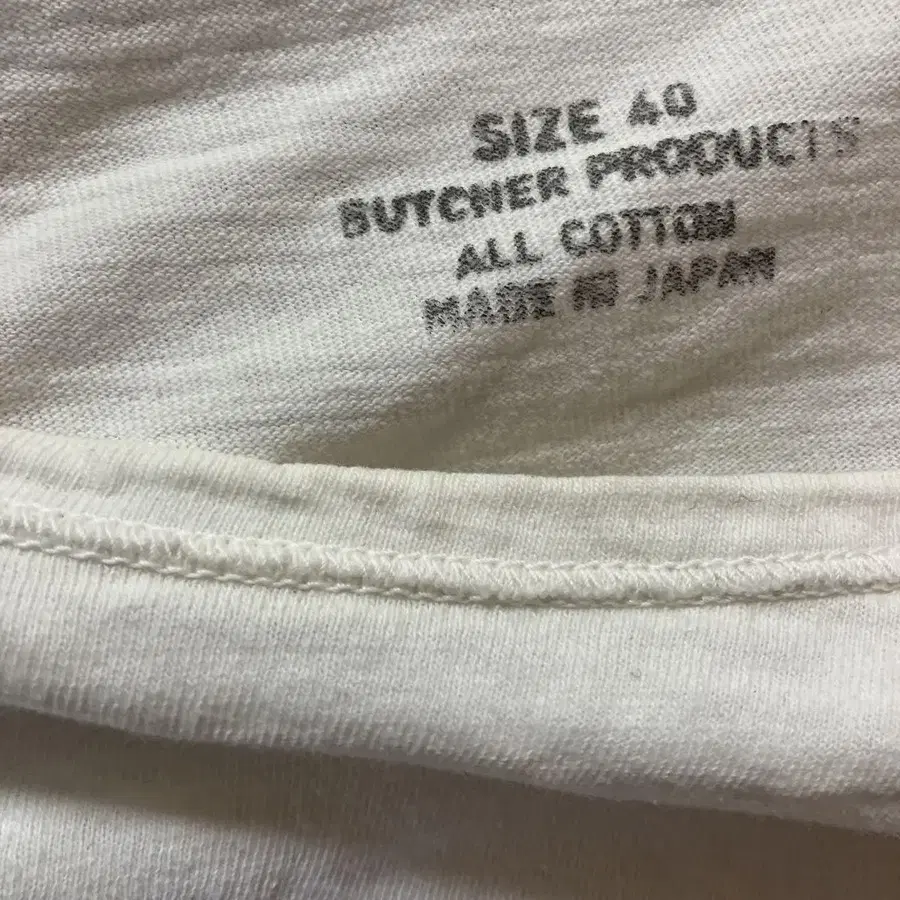 SIZE 40
BUTCHER PRODUCTS
ALL COTTON
MADE IN JAPAN